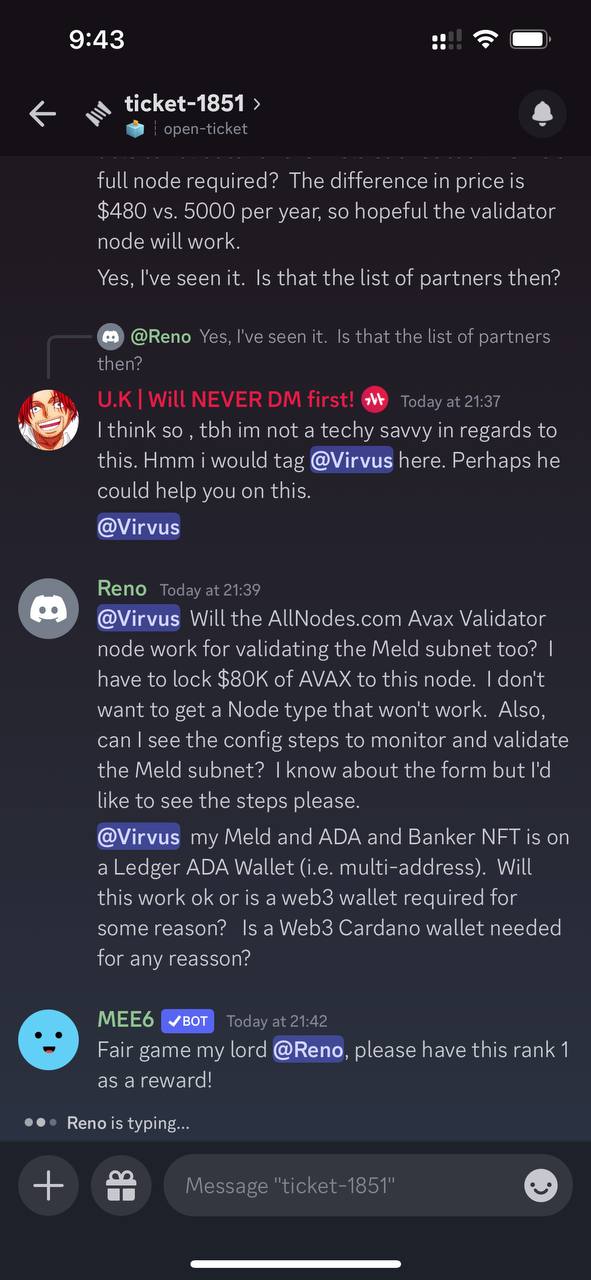 9:43
ticket-1851 ›
open-ticket
full node required?  The difference in price is
$480 vs. 5000 per year, so hopeful the validator
node will work.
Yes, I've seen it.  Is that the list of partners then?
@Reno Yes, I've seen it.  Is that the list of partners
then?
U.K | Will NEVER DM first! Today at 21:37
I think so , tbh im not a techy savvy in regards to
this. Hmm i would tag @Virvus here. Perhaps he
could help you on this.
@Virvus
Reno Today at 21:39
@Virvus Will the AllNodes.com Avax Validator
node work for validating the Meld subnet too?  I
have to lock $80K of AVAX to this node.  I don't
want to get a Node type that won't work.  Also,
can I see the config steps to monitor and validate
the Meld subnet?  I know about the form but I'd
like to see the steps please.
@Virvus my Meld and ADA and Banker NFT is on
a Ledger ADA Wallet (i.e. multi-address).  Will
this work ok or is a web3 wallet required for
some reason?   Is a Web3 Cardano wallet needed
for any reasson?
MEE6 ✓BOT Today at 21:42
Fair game my lord @Reno, please have this rank 1
as a reward!
Reno is typing...
Message "ticket-1851"